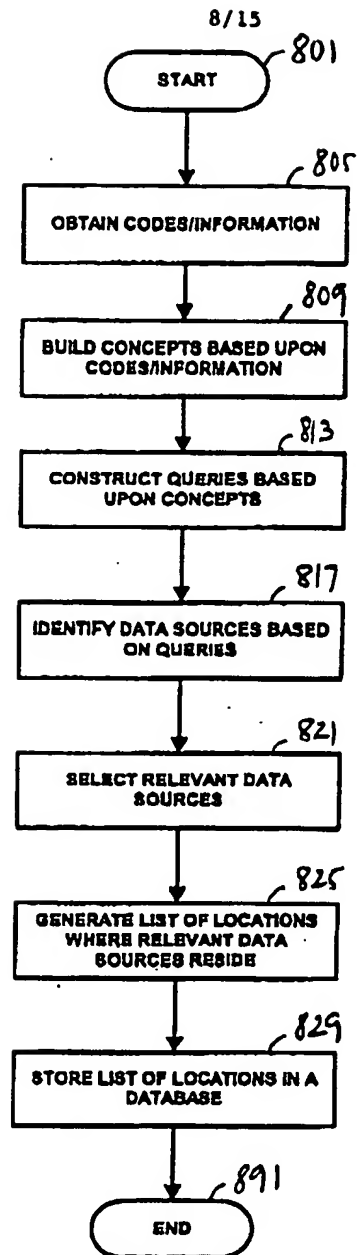 8/15
801
START
805
OBTAIN CODES/INFORMATION
809
BUILD CONCEPTS BASED UPON
CODES/INFORMATION
813
CONSTRUCT QUERIES BASED
UPON CONCEPTS
817
IDENTIFY DATA SOURCES BASED
ON QUERIES
821
SELECT RELEVANT DATA
SOURCES
825
GENERATE LIST OF LOCATIONS
WHERE RELEVANT DATA
SOURCES RESIDE
829
STORE LIST OF LOCATIONS IN A
DATABASE
891
END